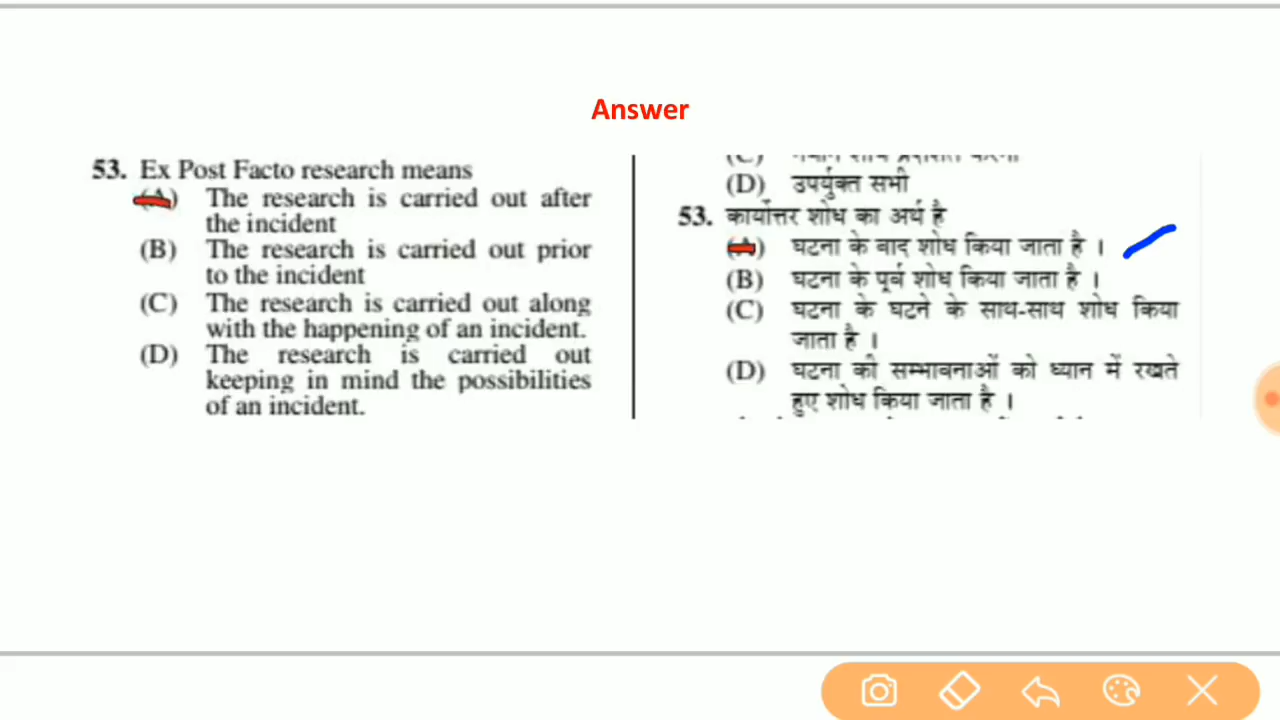 Answer
53. Ex Post Facto research means
(A) The research is carried out after
the incident
(B) The research is carried out prior
to the incident
(C) The research is carried out along
with the happening of an incident.
(D) The research is carried out
keeping in mind the possibilities
of an incident.
(D) उपर्युक्त सभी
53. कार्योत्तर शोध का अर्थ है
(A) घटना के बाद शोध किया जाता है ।
(B) घटना के पूर्व शोध किया जाता है ।
(C) घटना के घटने के साथ-साथ शोध किया
जाता है ।
(D) घटना की सम्भावनाओं को ध्यान में रखते
हुए शोध किया जाता है ।